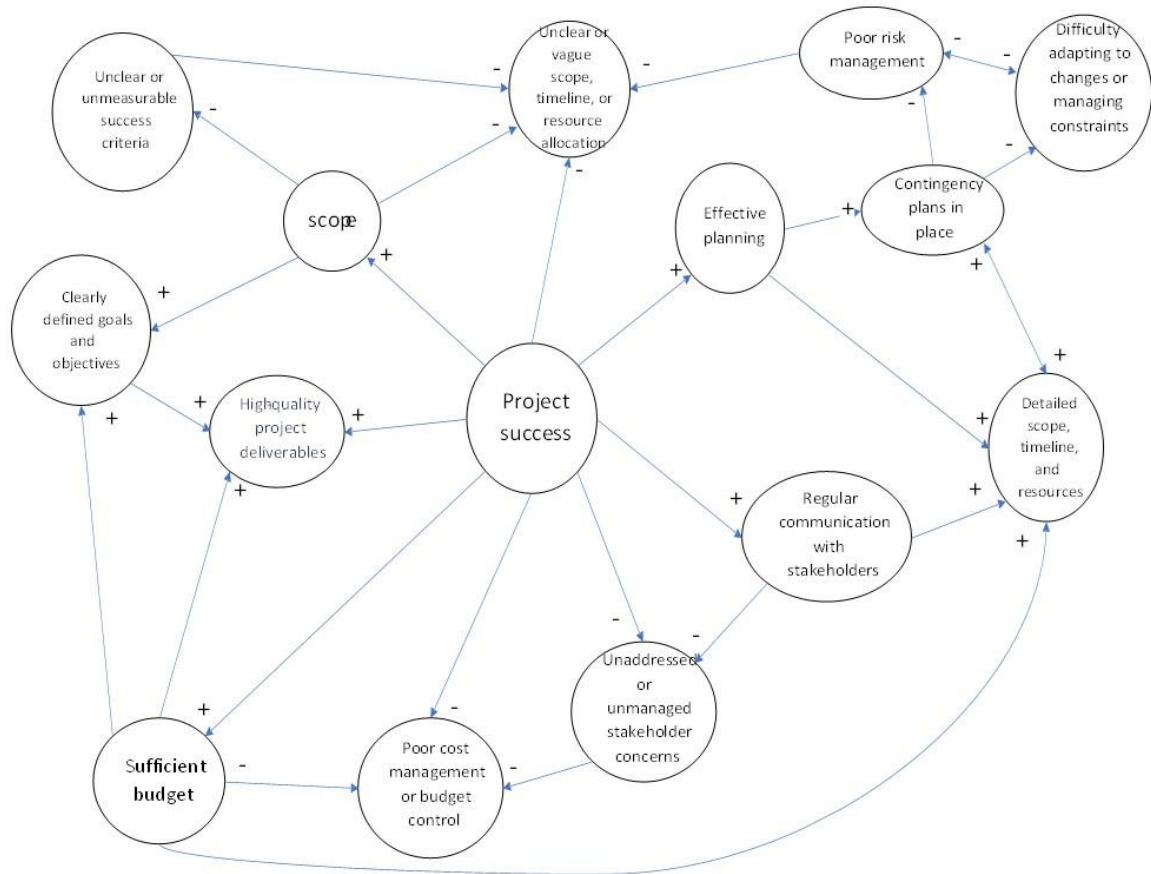 Unclear or
unmeasurable
success
criteria
-
-
Unclear or
vague
scope,
timeline, or
resource
allocation
-
-
-
Poor risk
management
-
-
-
Difficulty
adapting to
changes or
managing
constraints
-
scope
+
Effective
planning
+
+
Contingency
plans in
place
+
Clearly
defined goals
and
objectives
+
+
Highquality
project
deliverables
+
+
+
Project
success
+
Detailed
scope,
timeline,
and
resources
+
+
+
Regular
communication
with
stakeholders
+
-
-
Unaddressed
or
unmanaged
stakeholder
concerns
Sufficient
budget
+
-
-
-
Poor cost
management
or budget
control